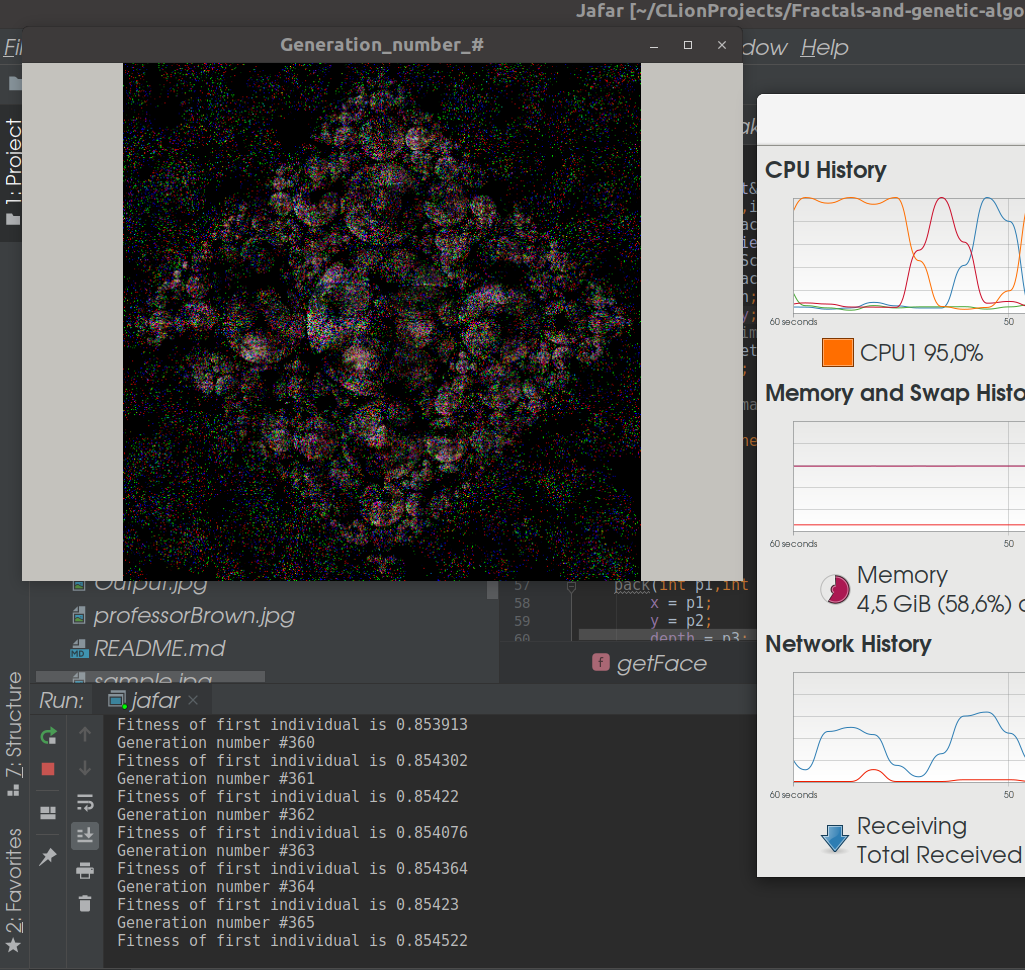 Jafar [~/CLionProjects/Fractals-and-genetic-algo
Generation_number_#
Help
1: Project
CPU History
60 seconds
50
CPU1 95,0%
Memory and Swap Histo
60 seconds
50
Memory
4,5 GiB (58,6%)
Network History
60 seconds
50
Receiving
Total Received
Output.jpg
professorBrown.jpg
README.md
sample.jpg
57 pack(int p1,int
58 x = p1;
59 y = p2;
60 depth = p3;
getFace
7: Structure
2: Favorites
Run: jafar
Fitness of first individual is 0.853913
Generation number #360
Fitness of first individual is 0.854302
Generation number #361
Fitness of first individual is 0.85422
Generation number #362
Fitness of first individual is 0.854076
Generation number #363
Fitness of first individual is 0.854364
Generation number #364
Fitness of first individual is 0.85423
Generation number #365
Fitness of first individual is 0.854522